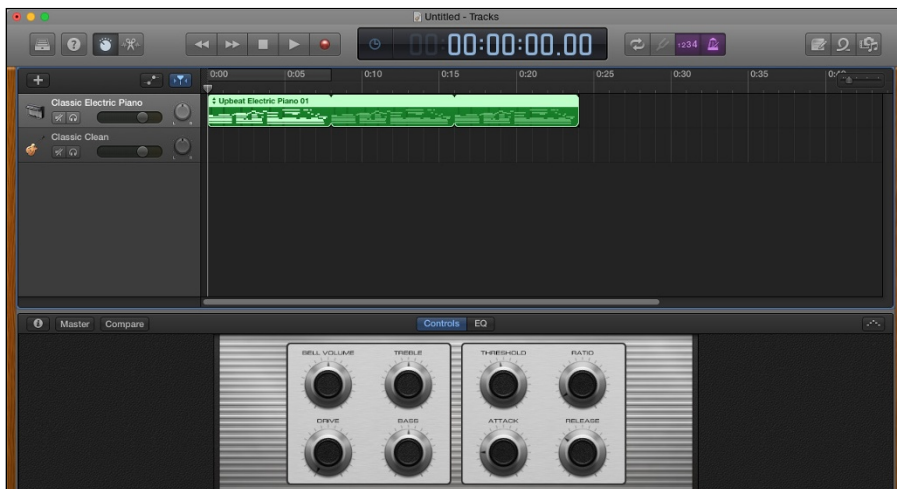 Untitled - Tracks
00:00:00:00.00
1234
0:00 0:05 0:10 0:15 0:20 0:25 0:30 0:35
Classic Electric Piano
Upbeat Electric Piano 01
Classic Clean
Master Compare Controls EQ
BELL VOLUME TREBLE THRESHOLD RATIO
DRIVE BASS ATTACK RELEASE